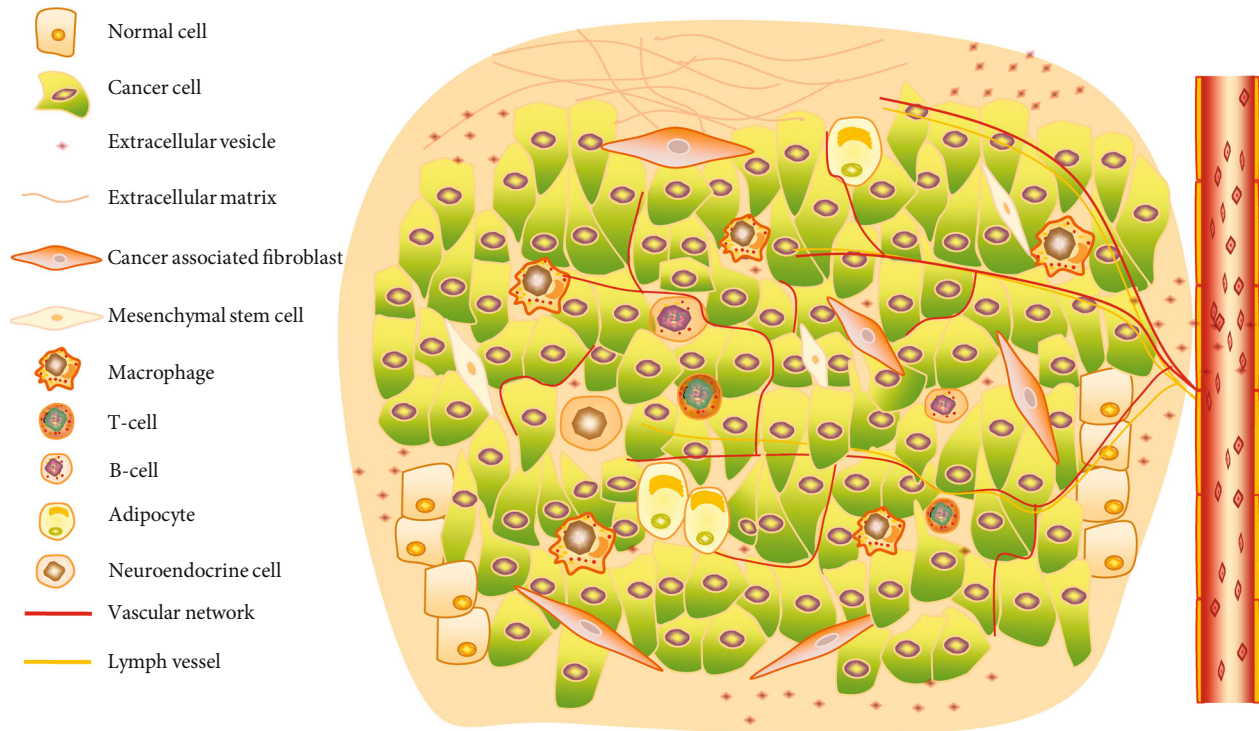 Normal cell
Cancer cell
Extracellular vesicle
Extracellular matrix
Cancer associated fibroblast
Mesenchymal stem cell
Macrophage
T-cell
B-cell
Adipocyte
Neuroendocrine cell
Vascular network
Lymph vessel